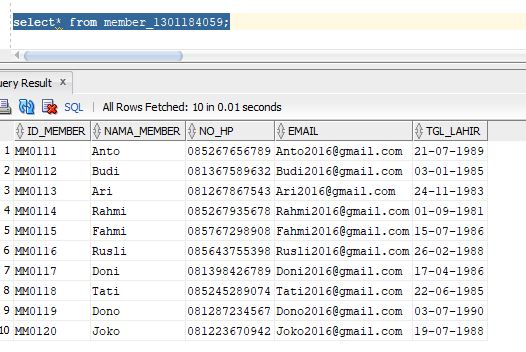 select* from member_1301184059;
uery Result x
SQL | All Rows Fetched: 10 in 0.01 seconds
ID_MEMBER NAMA_MEMBER NO_HP EMAIL TGL_LAHIR
1 MM0111 Anto 085267656789 Anto2016@gmail.com 21-07-1989
2 MM0112 Budi 081367589632 Budi2016@gmail.com 03-01-1985
3 MM0113 Ari 081267867543 Ari2016@gmail.com 24-11-1983
4 MM0114 Rahmi 085267935678 Rahmi2016@gmail.com 01-09-1981
5 MM0115 Fahmi 085767298908 Fahmi2016@gmail.com 15-07-1986
6 MM0116 Rusli 085643755398 Rusli2016@gmail.com 26-02-1988
7 MM0117 Doni 081398426789 Doni2016@gmail.com 17-04-1986
8 MM0118 Tati 085245289074 Tati2016@gmail.com 22-06-1985
9 MM0119 Dono 081287234567 Dono2016@gmail.com 03-07-1990
10 MM0120 Joko 081223670942 Joko2016@gmail.com 19-07-1988